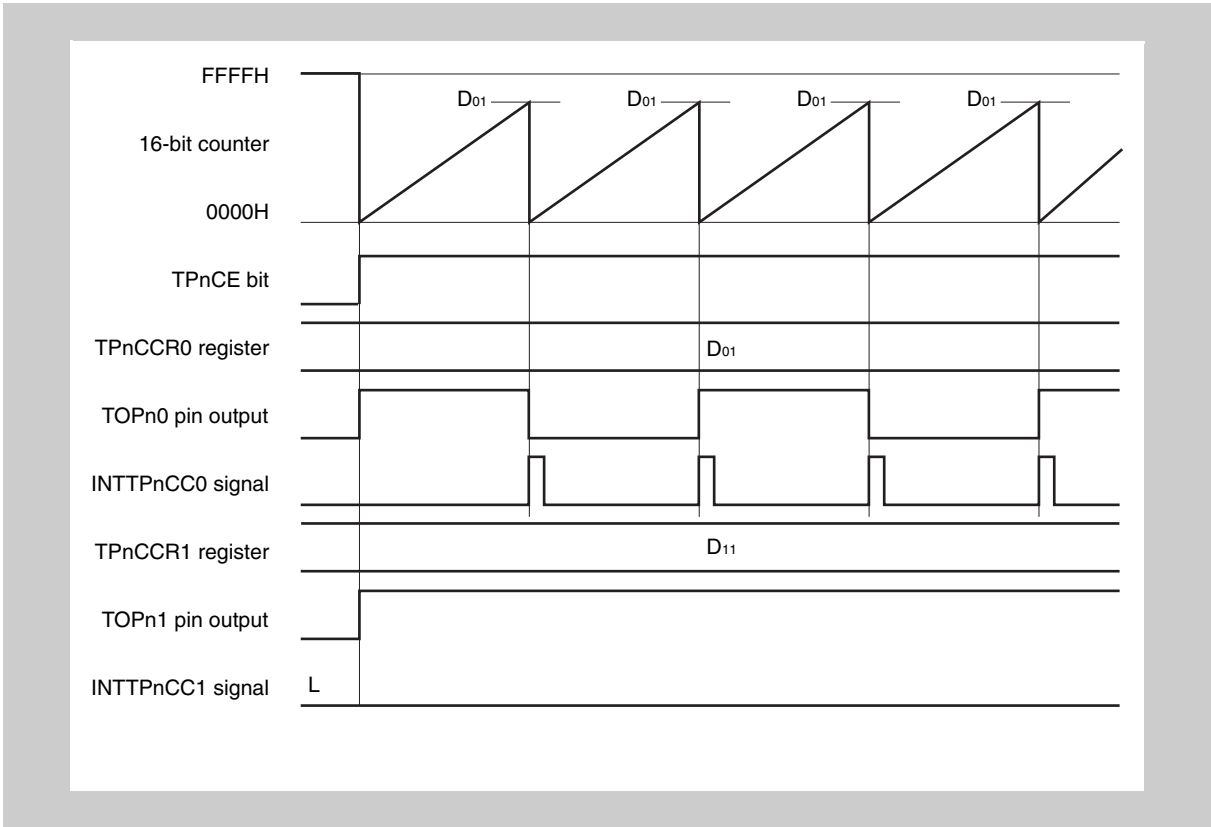 FFFFH
D01 D01 D01 D01
16-bit counter
0000H
TPnCE bit
TPnCCR0 register D01
TOPn0 pin output
INTTPnCC0 signal
TPnCCR1 register D11
TOPn1 pin output
INTTPnCC1 signal L